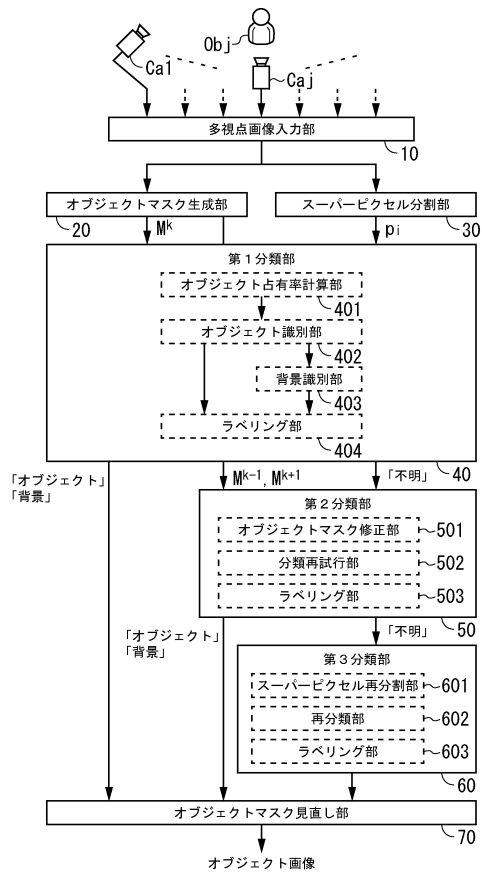 Obj
Ca1
Caj
多視点画像入力部
10
オブジェクトマスク生成部
スーパーピクセル分割部
20
Mk
pi
30
第1分類部
オブジェクト占有率計算部
401
オブジェクト識別部
402
背景識別部
403
ラベリング部
404
40
「オブジェクト」
「背景」
Mk-1, Mk+1
「不明」
第2分類部
オブジェクトマスク修正部
501
分類再試行部
502
ラベリング部
503
50
「オブジェクト」
「背景」
「不明」
第3分類部
スーパーピクセル再分割部
601
再分類部
602
ラベリング部
603
60
オブジェクトマスク見直し部
70
オブジェクト画像